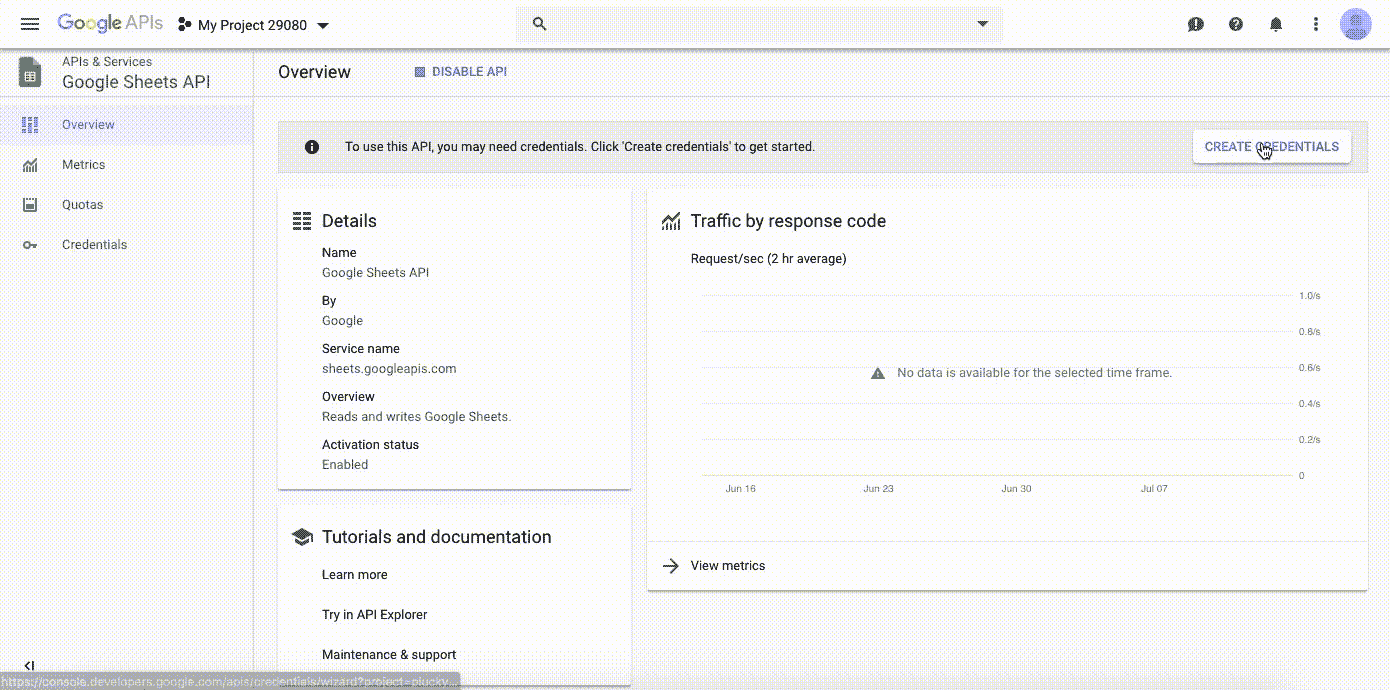 Google APIs
My Project 29080
APIs & Services
Google Sheets API
Overview
DISABLE API
Overview
Metrics
Quotas
Credentials
To use this API, you may need credentials. Click 'Create credentials' to get started.
CREATE CREDENTIALS
Details
Name
Google Sheets API
By
Google
Service name
sheets.googleapis.com
Overview
Reads and writes Google Sheets.
Activation status
Enabled
Traffic by response code
Request/sec (2 hr average)
1.0/s
0.8/s
0.6/s
0.4/s
0.2/s
0
No data is available for the selected time frame.
Jun 16
Jun 23
Jun 30
Jul 07
View metrics
Tutorials and documentation
Learn more
Try in API Explorer
Maintenance & support
https://console.developers.google.com/apis/credentials/wizard?project=plucky...